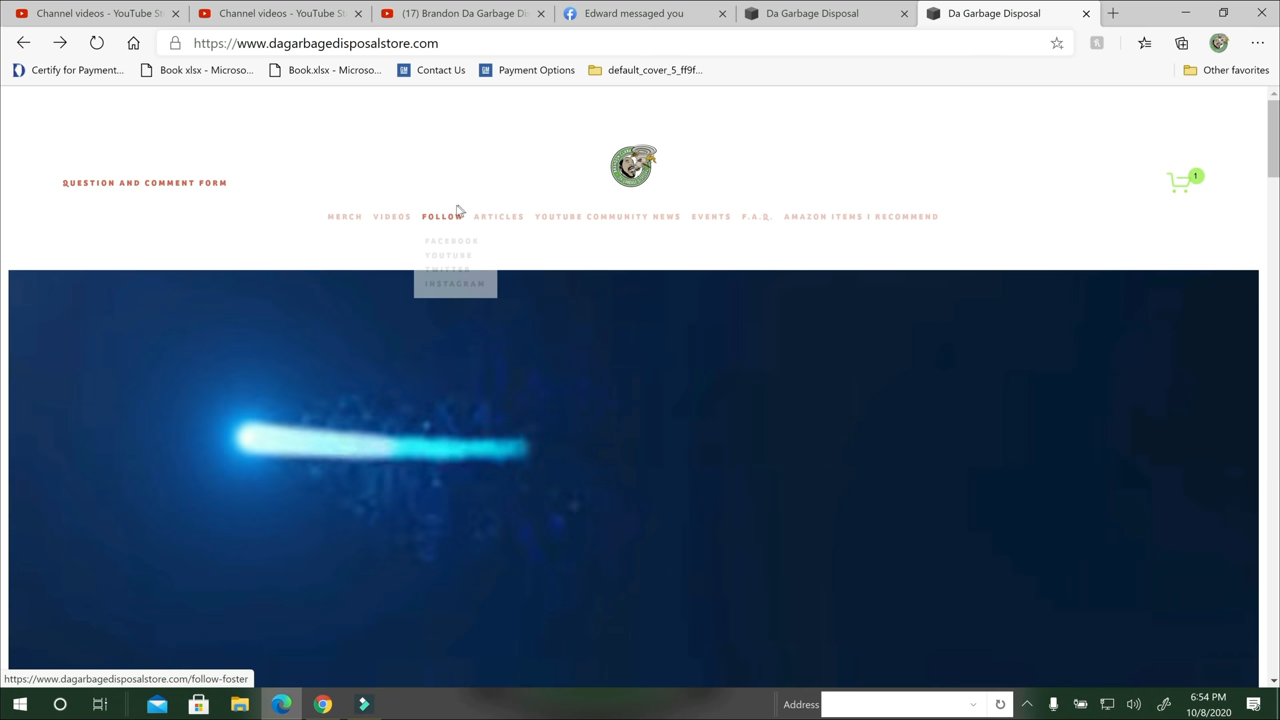 Channel videos - YouTube St
Channel videos - YouTube St
(17) Brandon Da Garbage Di
Edward messaged you
Da Garbage Disposal
Da Garbage Disposal
https://www.dagarbagedisposalstore.com
Certify for Payment...
Book xlsx - Microso...
Book.xlsx - Microso...
GM Contact Us
GM Payment Options
default_cover_5_ff9f...
Other favorites
QUESTION AND COMMENT FORM
1
MERCH VIDEOS FOLLOW ARTICLES YOUTUBE COMMUNITY NEWS EVENTS F.A.Q. AMAZON ITEMS I RECOMMEND
FACEBOOK
YOUTUBE
TWITTER
INSTAGRAM
https://www.dagarbagedisposalstore.com/follow-foster
Address
6:54 PM
10/8/2020